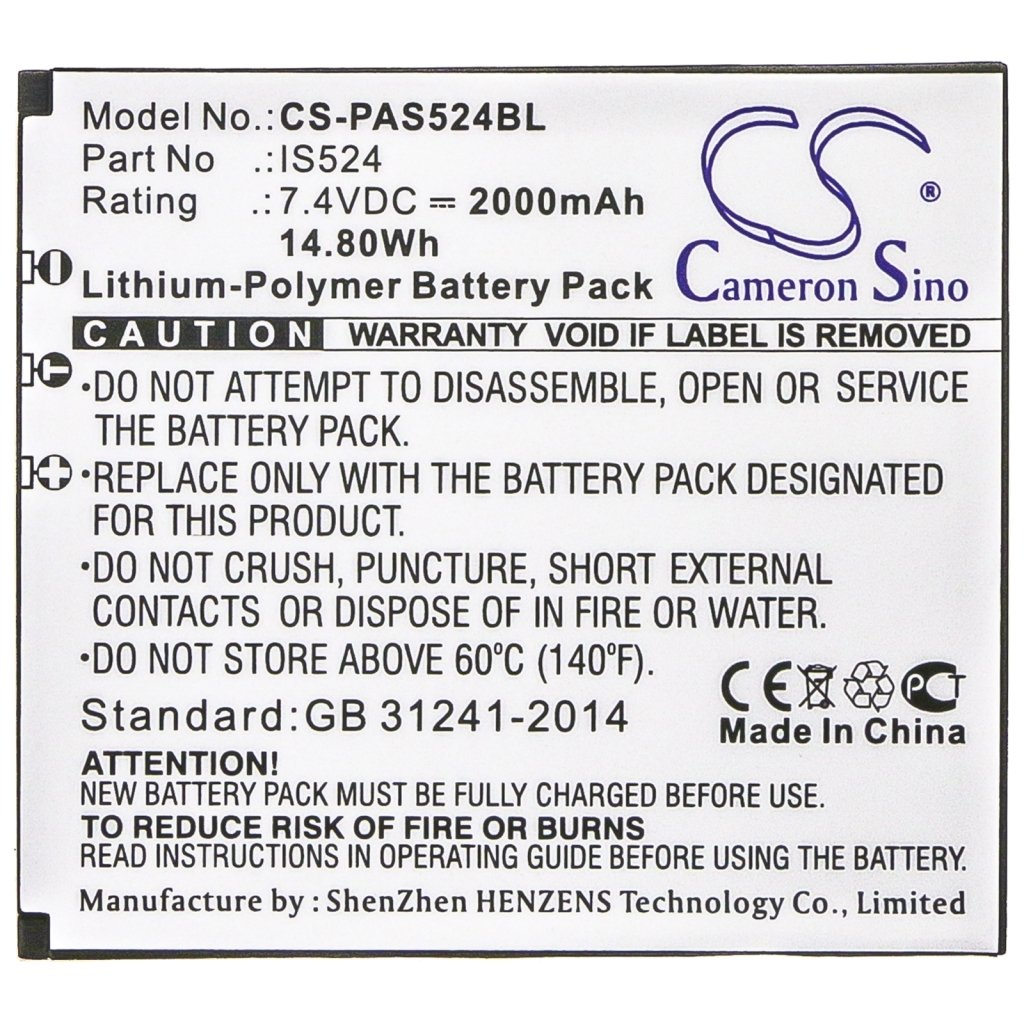 Model No.: CS-PAS524BL
Part No .: IS524
Rating .: 7.4VDC ⎓ 2000mAh
14.80Wh
Lithium-Polymer Battery Pack
CS ®
Cameron Sino
CAUTION WARRANTY VOID IF LABEL IS REMOVED
•DO NOT ATTEMPT TO DISASSEMBLE, OPEN OR SERVICE
THE BATTERY PACK.
•REPLACE ONLY WITH THE BATTERY PACK DESIGNATED
FOR THIS PRODUCT.
•DO NOT CRUSH, PUNCTURE, SHORT EXTERNAL
CONTACTS OR DISPOSE OF IN FIRE OR WATER.
•DO NOT STORE ABOVE 60°C (140°F).
CE PCT
Standard: GB 31241-2014
Made In China
ATTENTION!
NEW BATTERY PACK MUST BE FULLY CHARGED BEFORE USE.
TO REDUCE RISK OF FIRE OR BURNS
READ INSTRUCTIONS IN OPERATING GUIDE BEFORE USING THE BATTERY.
Manufacture by : ShenZhen HENZENS Technology Co., Limited